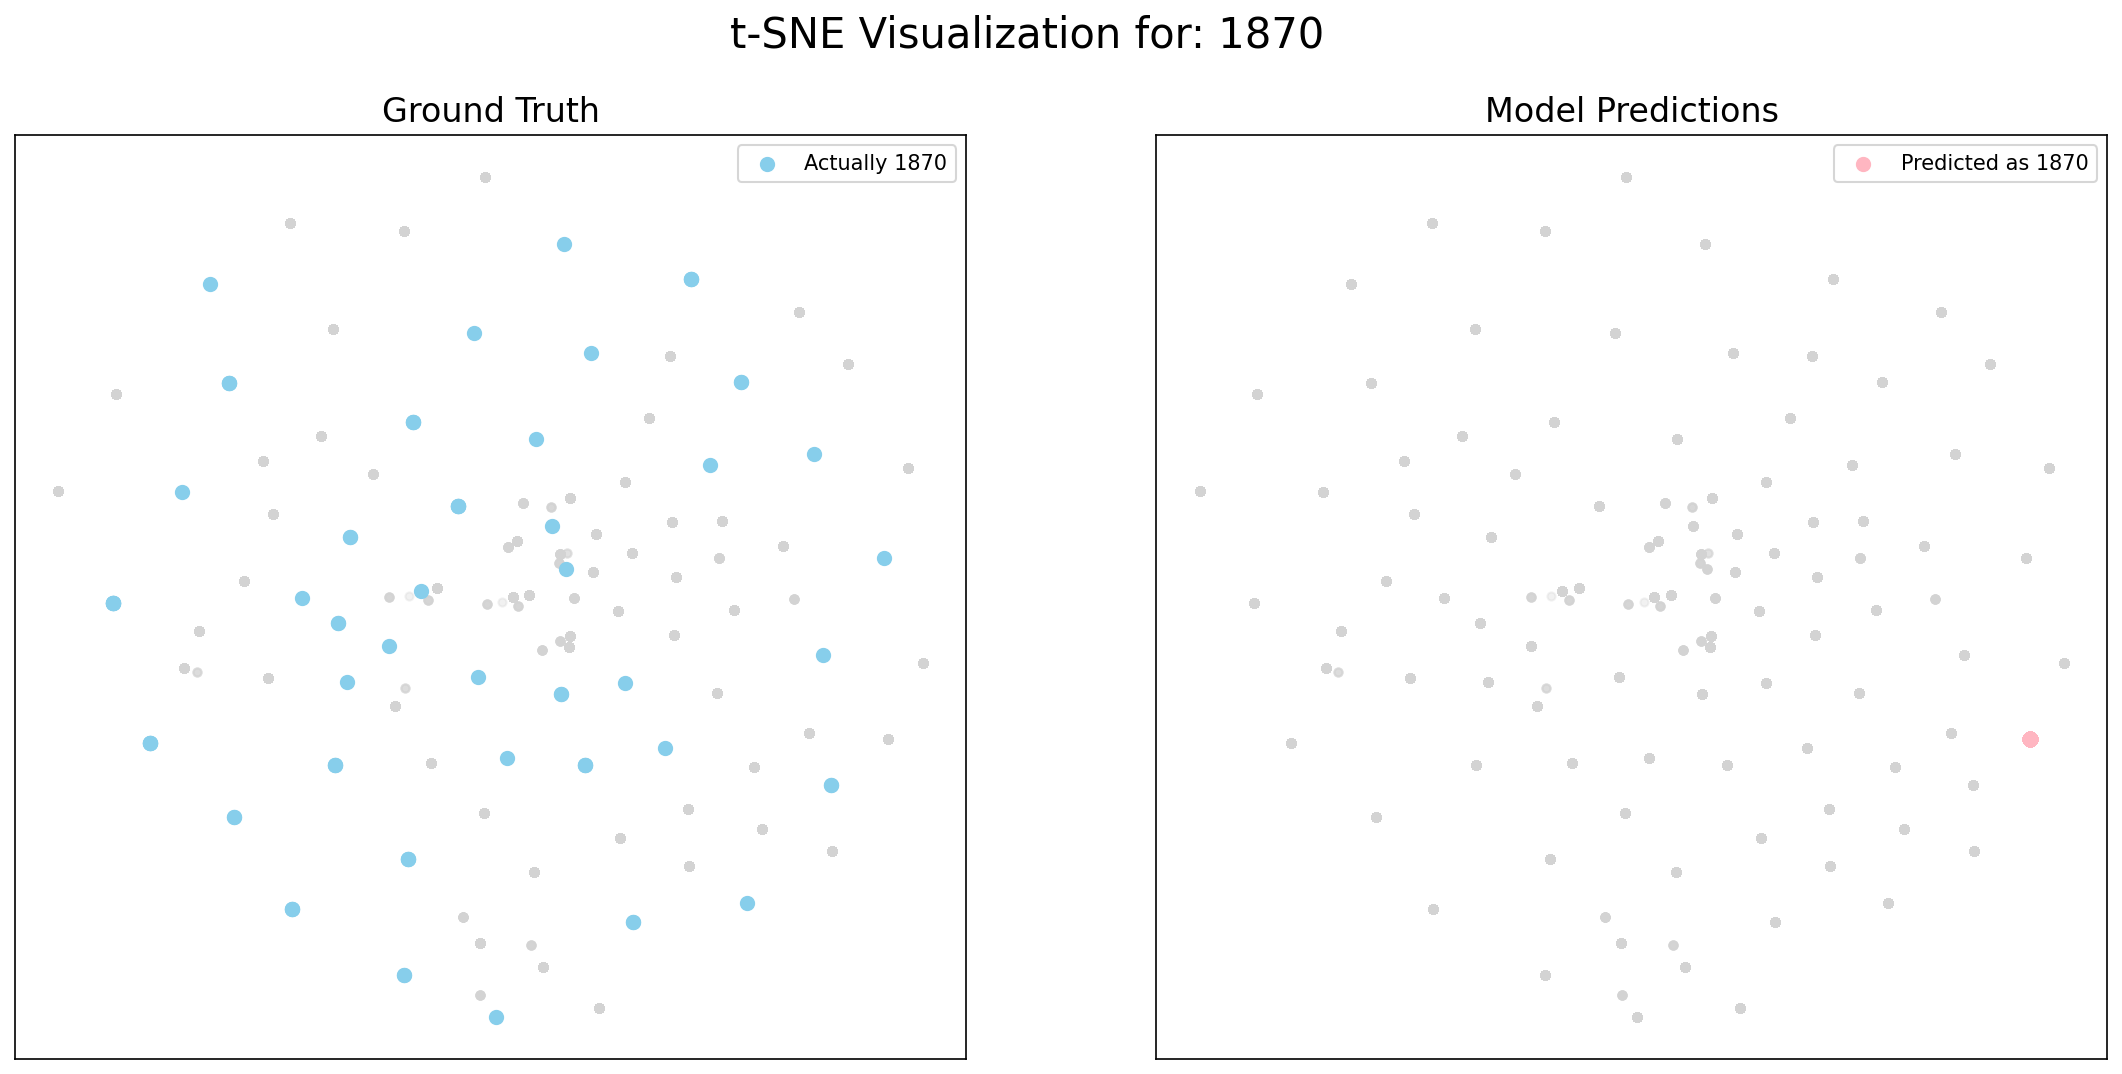 t-SNE Visualization for: 1870
Ground Truth
Actually 1870
Model Predictions
Predicted as 1870